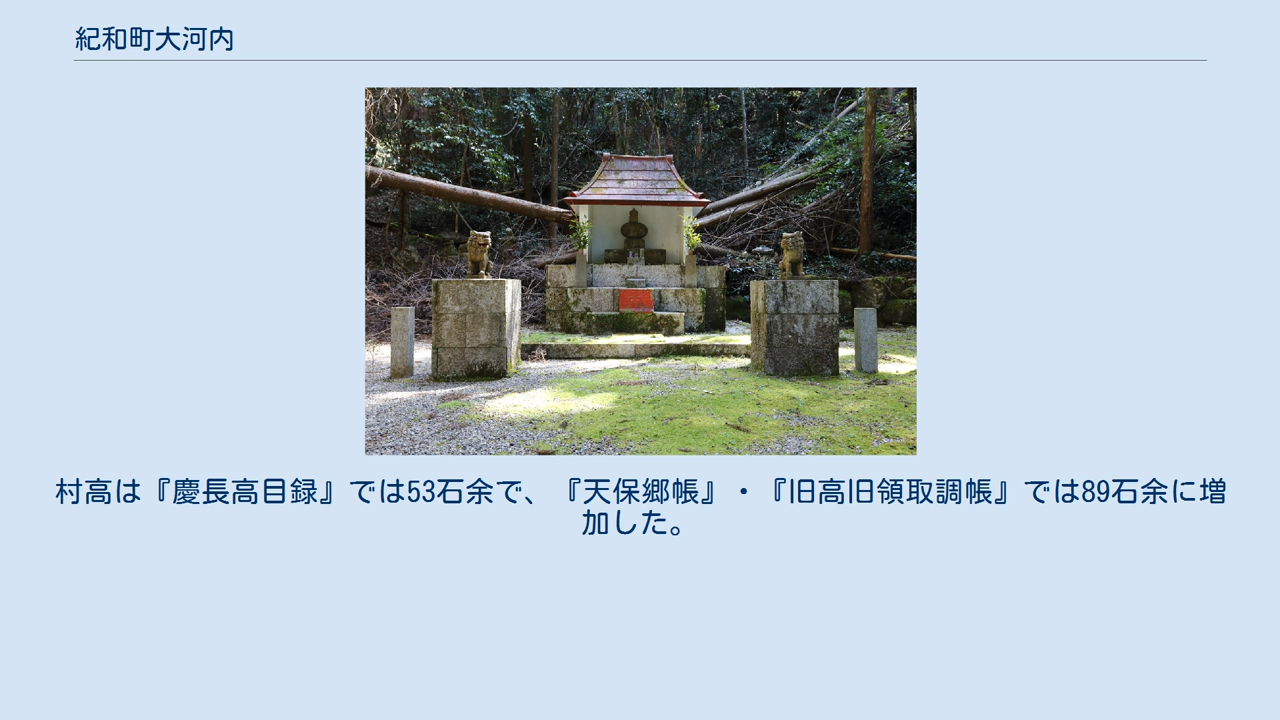 紀和町大河内
村高は『慶長高目録』では53石余で、『天保郷帳』・『旧高旧領取調帳』では89石余に増
加した。